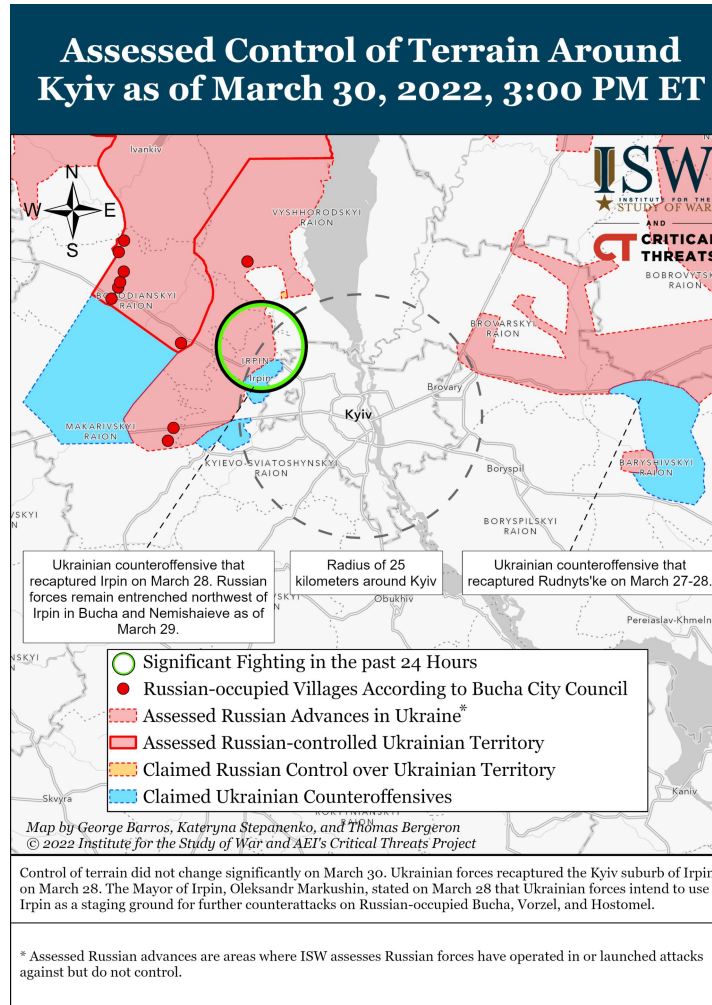 Assessed Control of Terrain Around
Kyiv as of March 30, 2022, 3:00 PM ET
Ivankiv
N
W
E
S
ISW
INSTITUTE FOR THE
STUDY OF WAR
AND
CT CRITICAL
THREATS
VYSHHORODSKYI
RAION
BOBROVYTS
RAION
RAION
BROVARSKYI
RAION
IRPIN
Irpin
Brovary
Kyiv
MAKARIVSKYI
RAION
KYIEVO-SVIATOSHYNSKYI
RAION
BARYSHIVSKYI
RAION
Boryspil
VSKYI
BORYSPILSKYI
RAION
Ukrainian counteroffensive that
recaptured Irpin on March 28. Russian
forces remain entrenched northwest of
Irpin in Bucha and Nemishaieve as of
March 29.
Radius of 25
kilometers around Kyiv
Ukrainian counteroffensive that
recaptured Rudnyts'ke on March 27-28.
VSKYI
RAION
Obukhiv
Pereiaslav-Khmeln
NSKYI
Significant Fighting in the past 24 Hours
Russian-occupied Villages According to Bucha City Council
Assessed Russian Advances in Ukraine*
Assessed Russian-controlled Ukrainian Territory
Claimed Russian Control over Ukrainian Territory
Claimed Ukrainian Counteroffensives
Skvyra
Kaniv
RAION
Map by George Barros, Kateryna Stepanenko, and Thomas Bergeron
© 2022 Institute for the Study of War and AEI's Critical Threats Project
Control of terrain did not change significantly on March 30. Ukrainian forces recaptured the Kyiv suburb of Irpin
on March 28. The Mayor of Irpin, Oleksandr Markushin, stated on March 28 that Ukrainian forces intend to use
Irpin as a staging ground for further counterattacks on Russian-occupied Bucha, Vorzel, and Hostomel.
* Assessed Russian advances are areas where ISW assesses Russian forces have operated in or launched attacks
against but do not control.